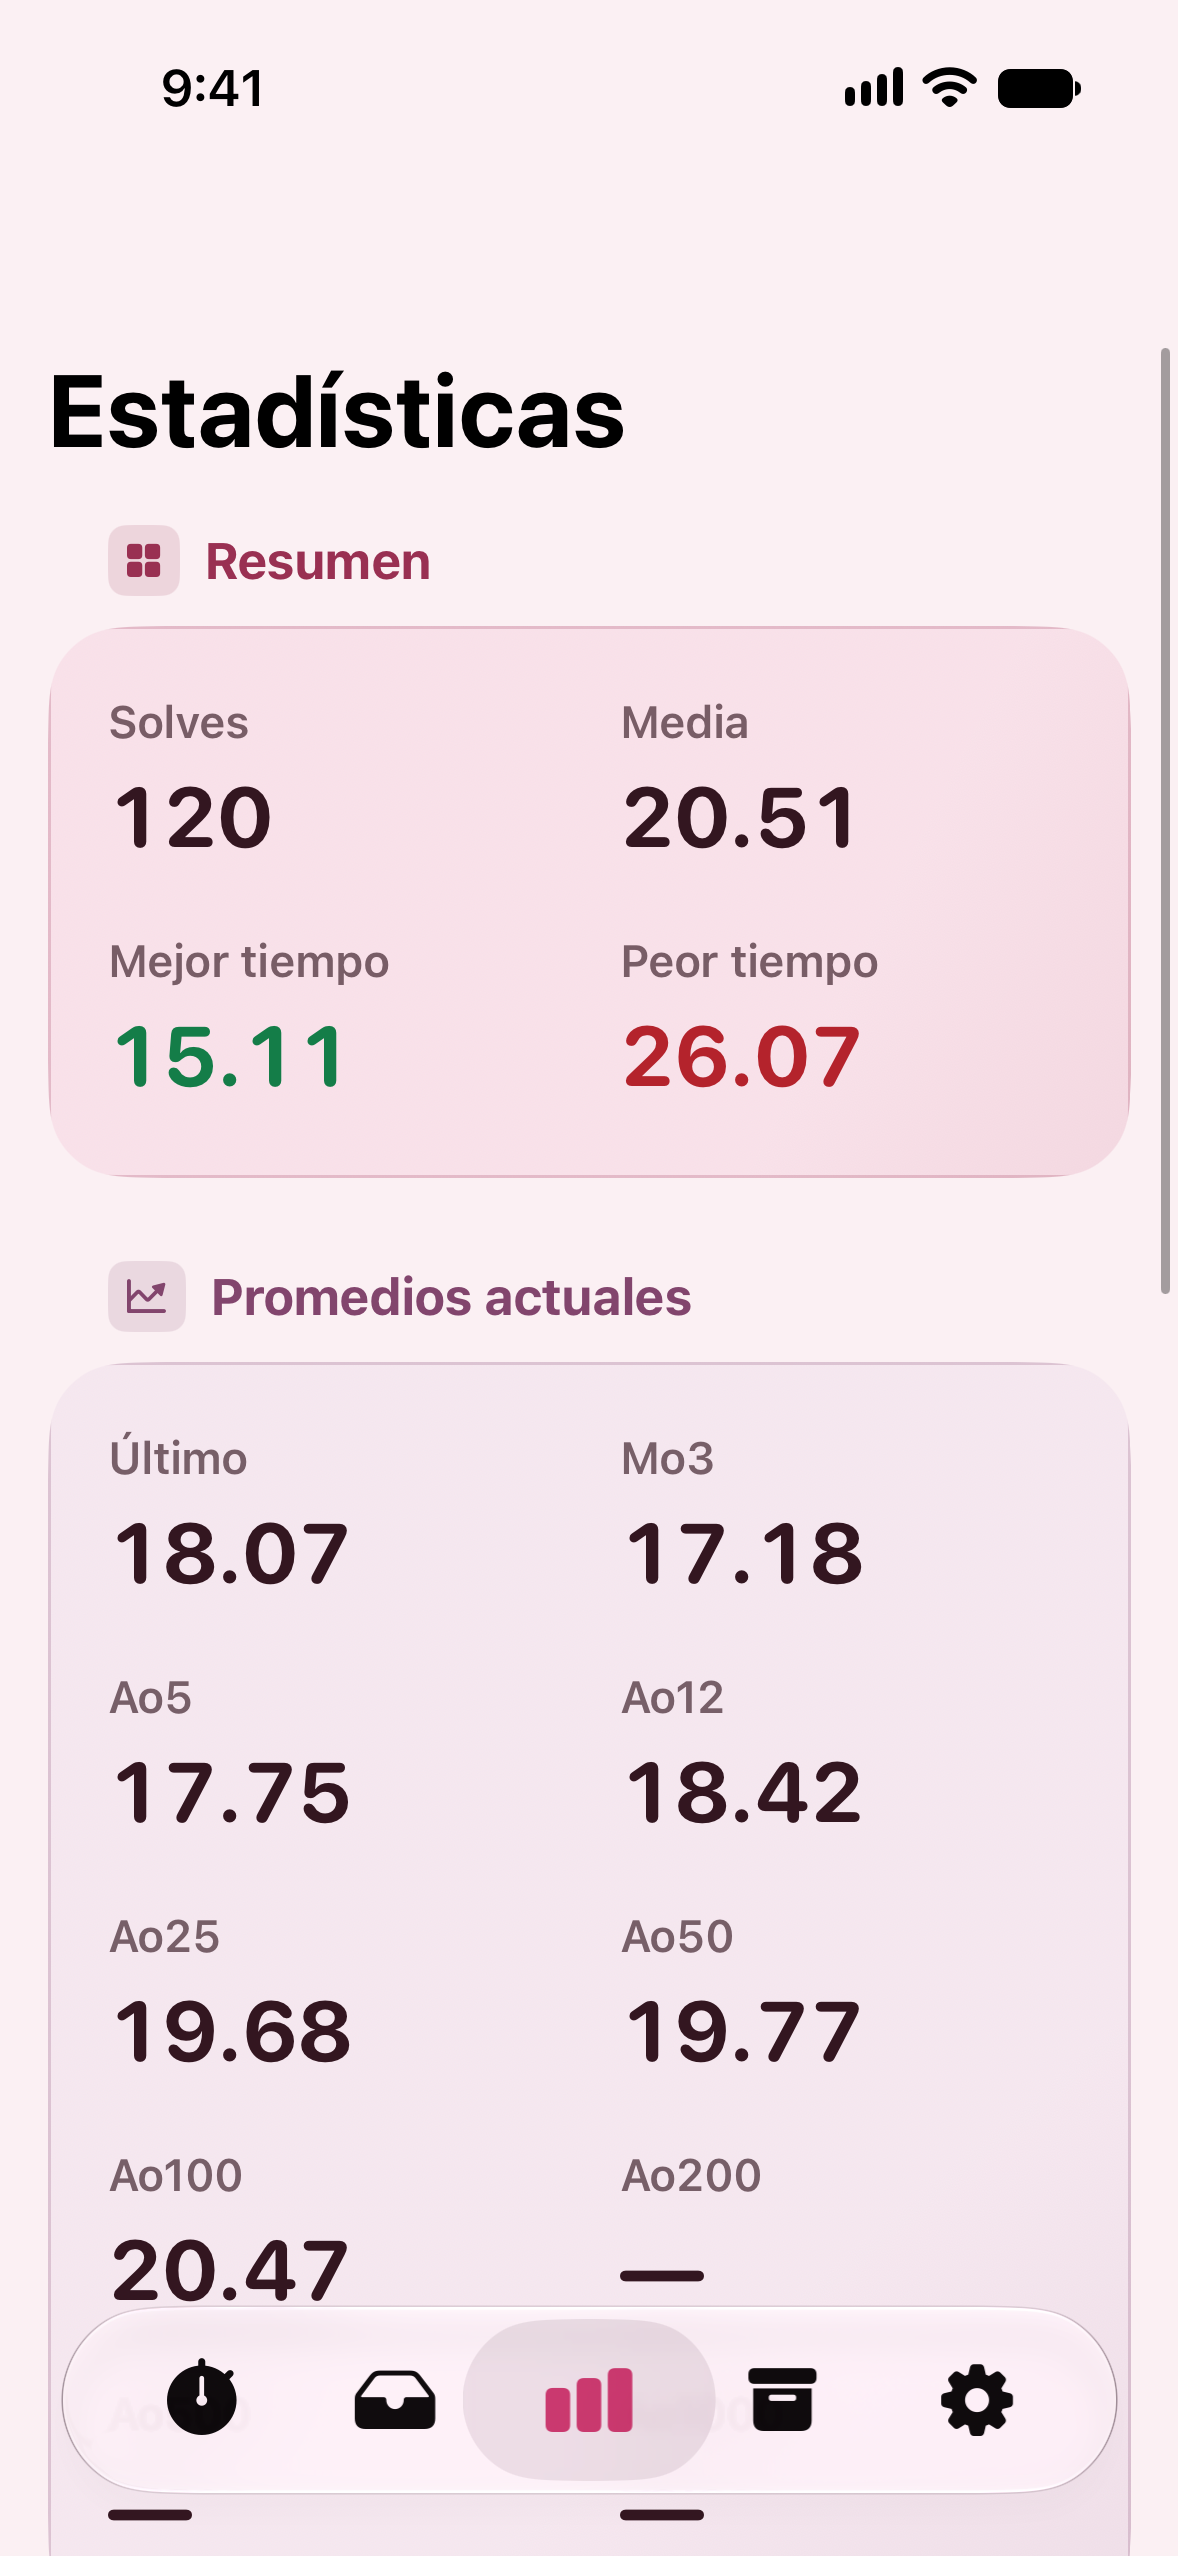 9:41
Estadísticas
Resumen
Solves Media
120 20.51
Mejor tiempo Peor tiempo
15.11 26.07
Promedios actuales
Último Mo3
18.07 17.18
Ao5 Ao12
17.75 18.42
Ao25 Ao50
19.68 19.77
Ao100 Ao200
20.47 —
— —